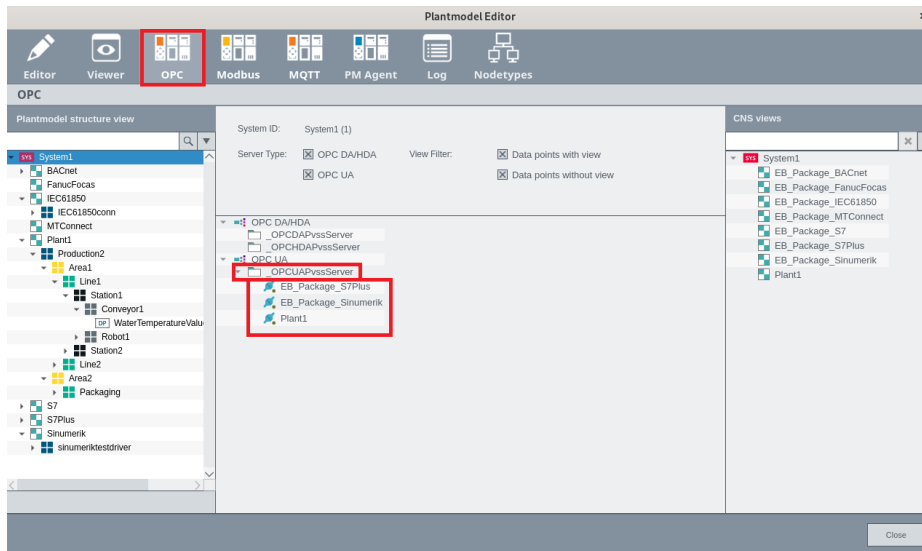 Plantmodel Editor
Editor
Viewer
OPC
Modbus
MQTT
PM Agent
Log
Nodetypes
OPC
Plantmodel structure view
SYS System1
BACnet
FanucFocas
IEC61850
IEC61850conn
MTConnect
Plant1
Production2
Area1
Line1
Station1
Conveyor1
DP WaterTemperatureValu
Robot1
Station2
Line2
Area2
Packaging
S7
S7Plus
Sinumerik
sinumeriktestdriver
System ID: System1 (1)
Server Type: OPC DA/HDA View Filter: Data points with view
OPC UA Data points without view
OPC DA/HDA
_OPCDAPvssServer
_OPCHDAPvssServer
OPC UA
_OPCUAPvssServer
EB_Package_S7Plus
EB_Package_Sinumerik
Plant1
CNS views
SYS System1
EB_Package_BACnet
EB_Package_FanucFocas
EB_Package_IEC61850
EB_Package_MTConnect
EB_Package_S7
EB_Package_S7Plus
EB_Package_Sinumerik
Plant1
Close